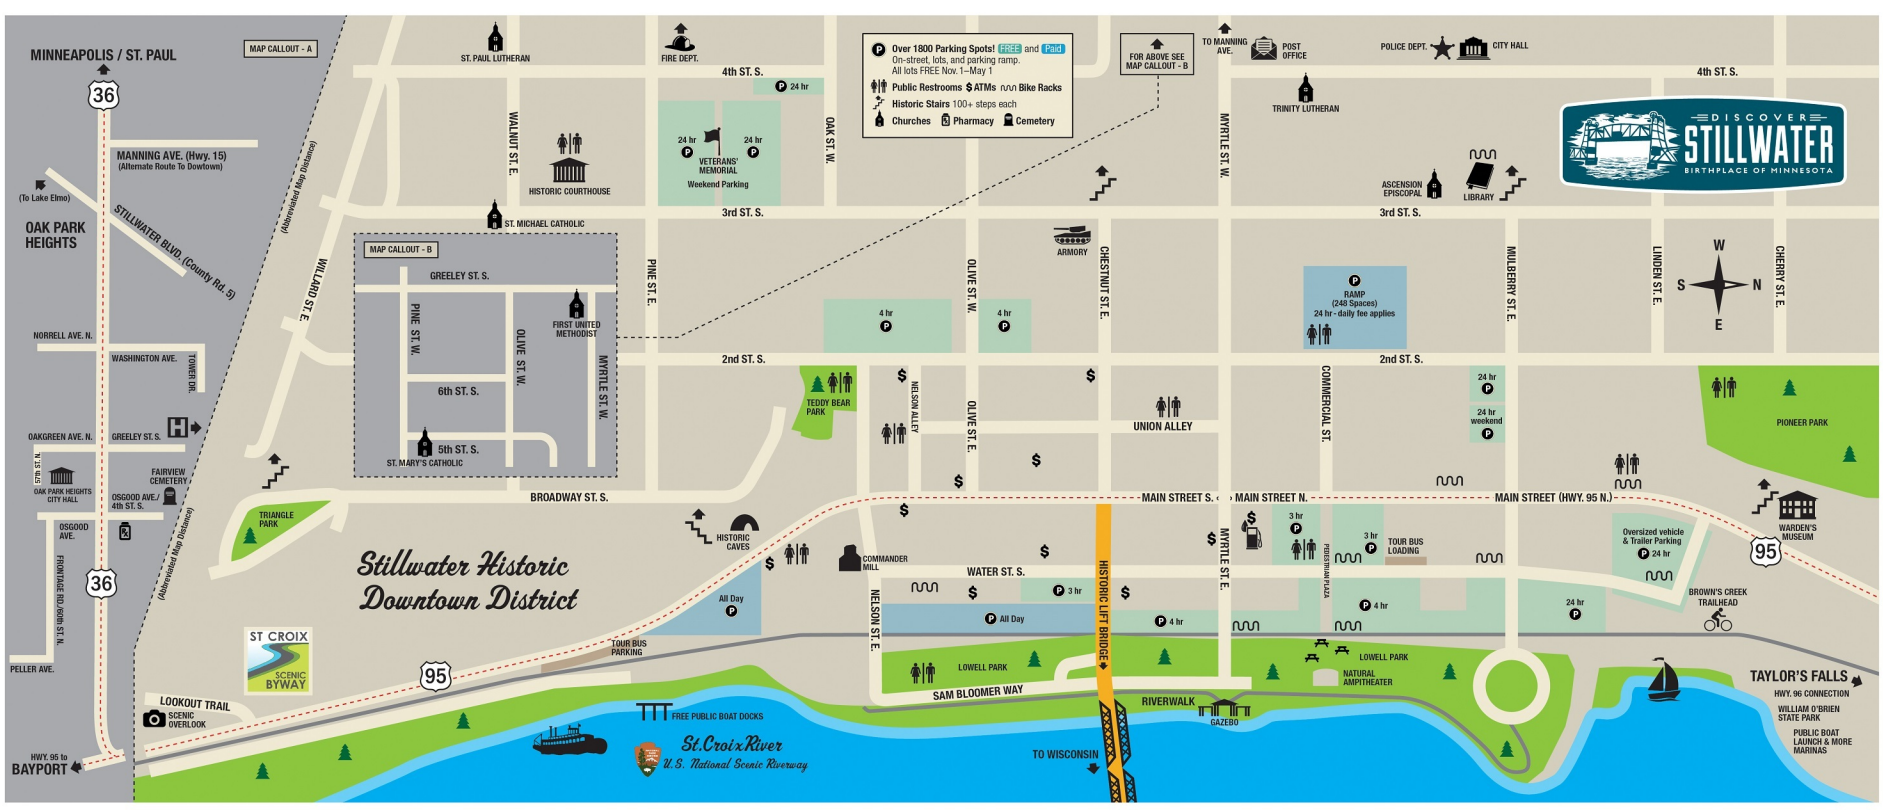 MAP CALLOUT - A
MINNEAPOLIS / ST. PAUL
36
MANNING AVE. (Hwy. 15)
(Alternate Route To Dowtown)
(To Lake Elmo)
STILLWATER BLVD. (County Rd. 5)
OAK PARK
HEIGHTS
(Abbreviated Map Distance)
NORRELL AVE. N.
WASHINGTON AVE.
TOWER DR.
H
OAKGREEN AVE. N.
GREELEY ST. S.
57th ST. N.
OAK PARK HEIGHTS
CITY HALL
FAIRVIEW
CEMETERY
OSGOOD AVE./
4th ST. S.
OSGOOD
AVE.
FRONTAGE RD./60th ST. N.
36
(Abbreviated Map Distance)
PELLER AVE.
HWY. 95 to
BAYPORT
ST. PAUL LUTHERAN
FIRE DEPT.
4th ST. S.
P 24 hr
WALNUT ST. E.
HISTORIC COURTHOUSE
24 hr
P
24 hr
P
VETERANS'
MEMORIAL
Weekend Parking
OAK ST. W.
3rd ST. S.
ST. MICHAEL CATHOLIC
WILLARD ST. E.
P Over 1800 Parking Spots! FREE and Paid
On-street, lots, and parking ramp.
All lots FREE Nov. 1–May 1
Public Restrooms $ ATMs Bike Racks
Historic Stairs 100+ steps each
Churches Pharmacy Cemetery
FOR ABOVE SEE
MAP CALLOUT - B
TO MANNING
AVE.
POST
OFFICE
TRINITY LUTHERAN
POLICE DEPT.
CITY HALL
4th ST. S.
DISCOVER
STILLWATER
BIRTHPLACE OF MINNESOTA
MYRTLE ST. W.
ASCENSION
EPISCOPAL
LIBRARY
3rd ST. S.
MAP CALLOUT - B
GREELEY ST. S.
PINE ST. W.
OLIVE ST. W.
FIRST UNITED
METHODIST
MYRTLE ST. W.
6th ST. S.
5th ST. S.
ST. MARY'S CATHOLIC
PINE ST. E.
OLIVE ST. W.
ARMORY
CHESTNUT ST. E.
4 hr
P
4 hr
P
P
RAMP
(248 Spaces)
24 hr - daily fee applies
MULBERRY ST. E.
LINDEN ST. E.
CHERRY ST. E.
W
S
N
E
2nd ST. S.
2nd ST. S.
TEDDY BEAR
PARK
$
NELSON ALLEY
OLIVE ST. E.
$
UNION ALLEY
COMMERCIAL ST.
24 hr
P
24 hr
weekend
P
PIONEER PARK
$
$
BROADWAY ST. S.
MAIN STREET S.
MAIN STREET N.
MAIN STREET (HWY. 95 N.)
TRIANGLE
PARK
Stillwater Historic
Downtown District
HISTORIC
CAVES
$
$
COMMANDER
MILL
$
$
$
MYRTLE ST. E.
3 hr
P
PEDESTRIAN PLAZA
3 hr
P
TOUR BUS
LOADING
Oversized vehicle
& Trailer Parking
P 24 hr
WARDEN'S
MUSEUM
95
All Day
P
WATER ST. S.
NELSON ST. E.
$
P 3 hr
$
P All Day
HISTORIC LIFT BRIDGE
P 4 hr
P 4 hr
24 hr
P
BROWN'S CREEK
TRAILHEAD
ST CROIX
SCENIC
BYWAY
95
TOUR BUS
PARKING
LOWELL PARK
LOWELL PARK
NATURAL
AMPITHEATER
SAM BLOOMER WAY
RIVERWALK
GAZEBO
LOOKOUT TRAIL
SCENIC
OVERLOOK
FREE PUBLIC BOAT DOCKS
St. Croix River
U.S. National Scenic Riverway
TO WISCONSIN
TAYLOR'S FALLS
HWY. 96 CONNECTION
WILLIAM O'BRIEN
STATE PARK
PUBLIC BOAT
LAUNCH & MORE
MARINAS